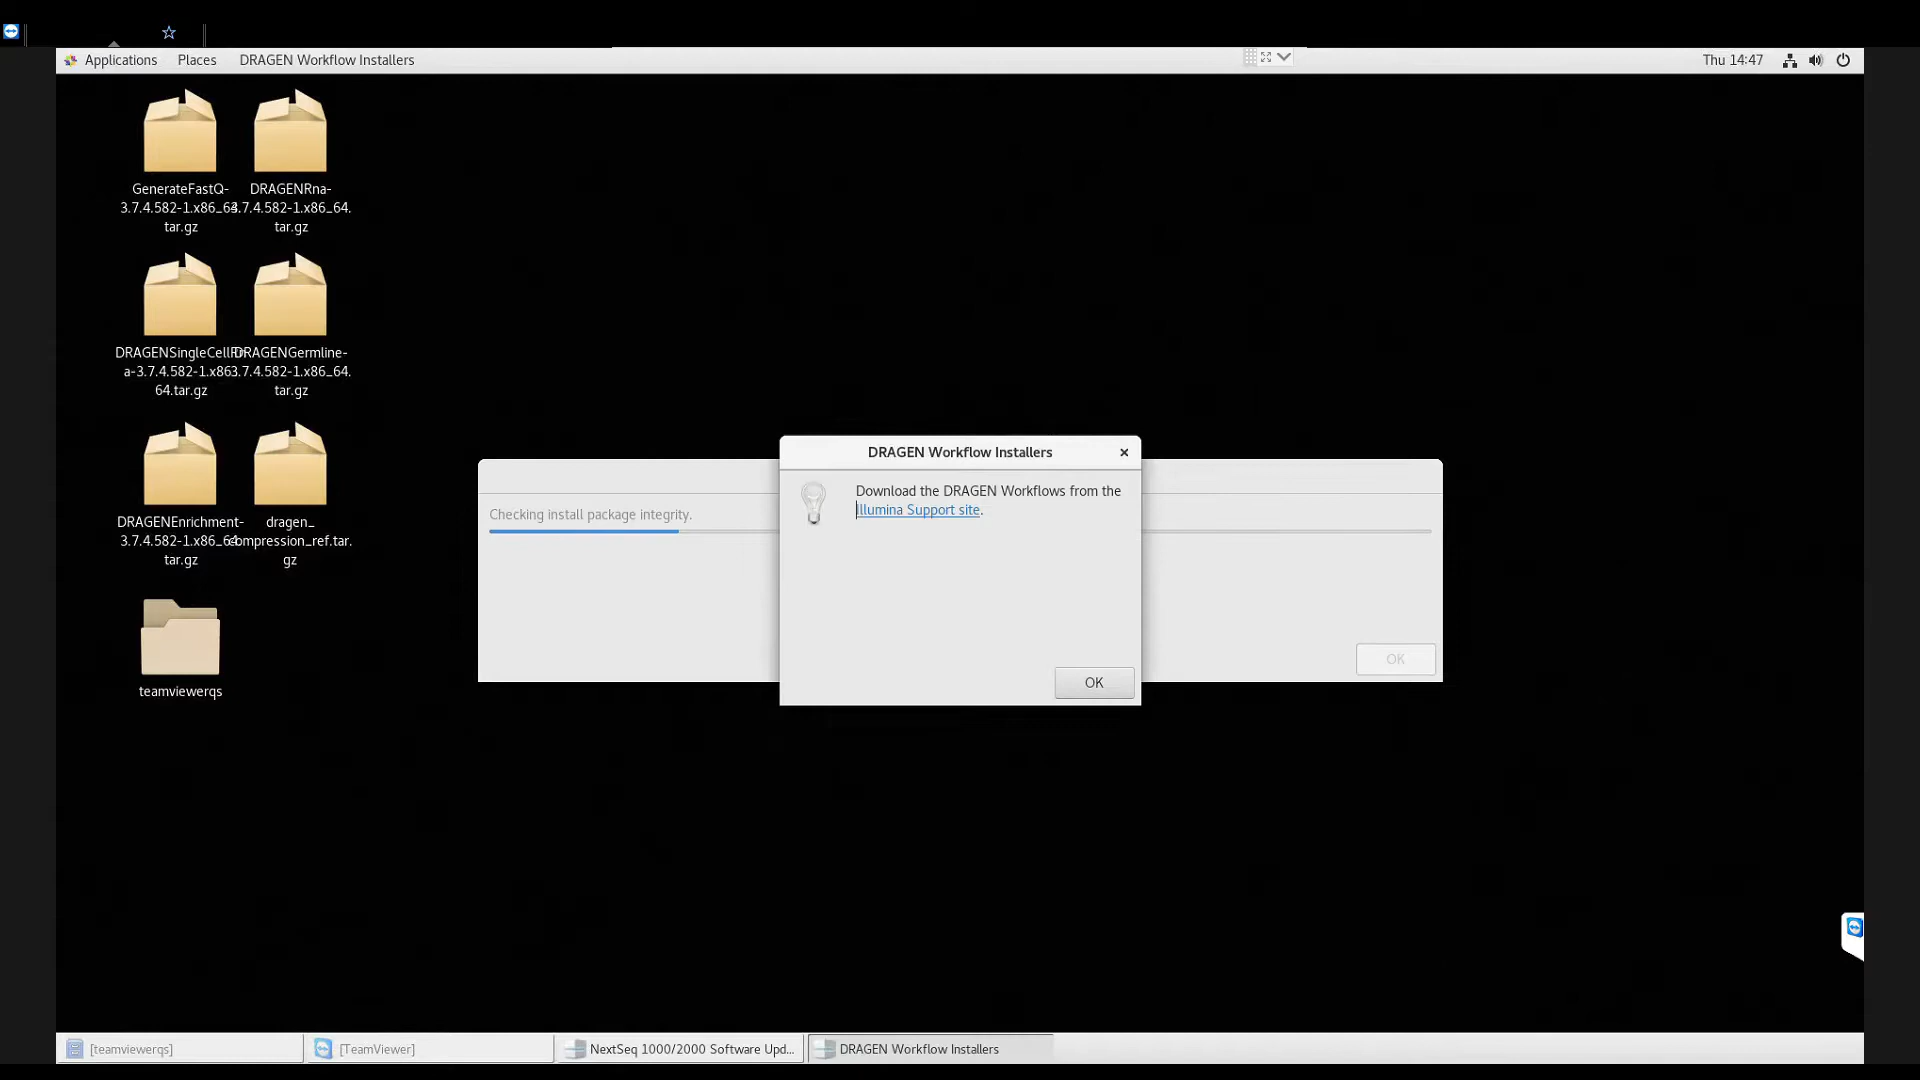 Applications Places DRAGEN Workflow Installers Thu 14:47
GenerateFastQ-
3.7.4.582-1.x86_64.
tar.gz
DRAGENRna-
3.7.4.582-1.x86_64.
tar.gz
DRAGENSingleCellRn
a-3.7.4.582-1.x86_
64.tar.gz
DRAGENGermline-
3.7.4.582-1.x86_64.
tar.gz
DRAGENEnrichment-
3.7.4.582-1.x86_64.
tar.gz
dragen_
compression_ref.tar.
gz
teamviewerqs
Checking install package integrity.
OK
DRAGEN Workflow Installers
Download the DRAGEN Workflows from the
Illumina Support site.
OK
[teamviewerqs] [TeamViewer] NextSeq 1000/2000 Software Upd... DRAGEN Workflow Installers